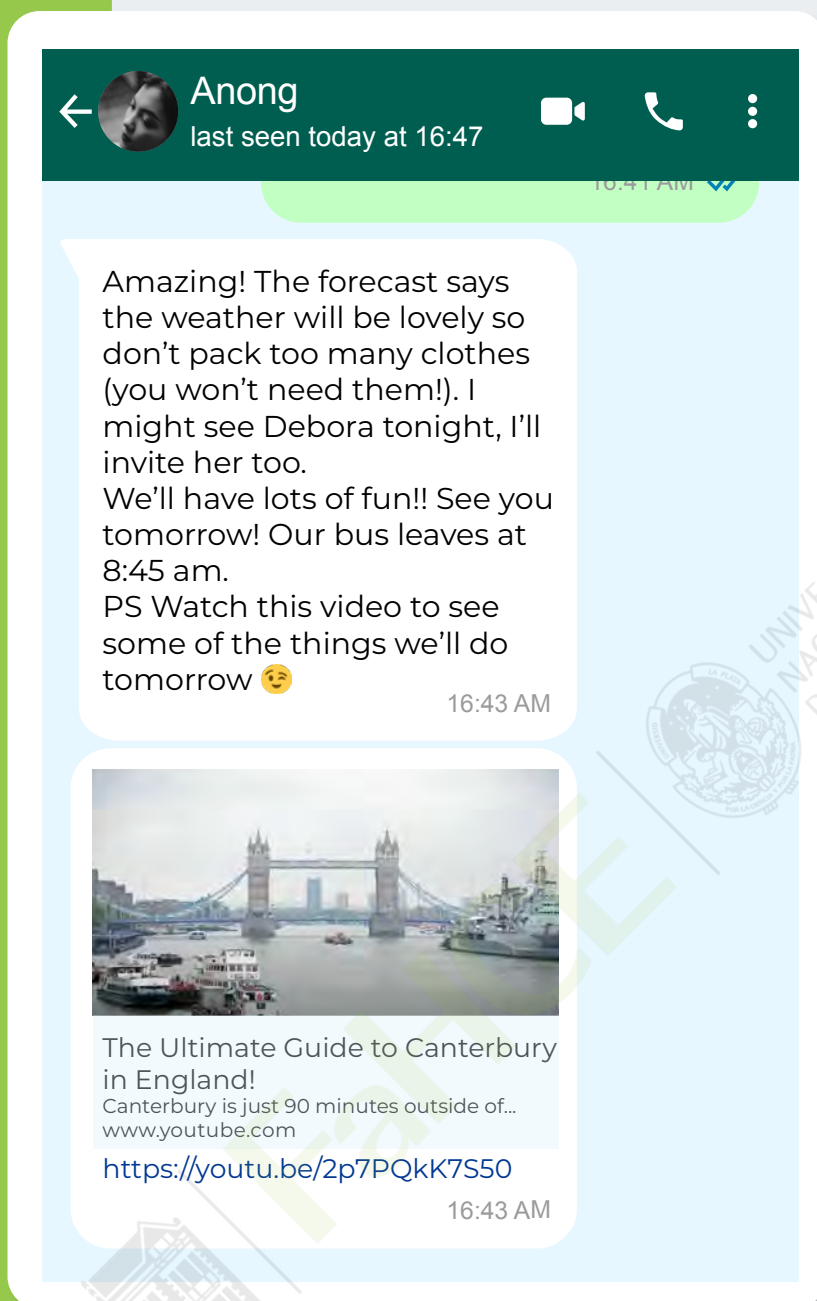 Anong
last seen today at 16:47
16:41 AM
Amazing! The forecast says
the weather will be lovely so
don’t pack too many clothes
(you won’t need them!). I
might see Debora tonight, I’ll
invite her too.
We’ll have lots of fun!! See you
tomorrow! Our bus leaves at
8:45 am.
PS Watch this video to see
some of the things we’ll do
tomorrow 😉
16:43 AM
The Ultimate Guide to Canterbury
in England!
Canterbury is just 90 minutes outside of...
www.youtube.com
https://youtu.be/2p7PQkK7S50
16:43 AM
FaHCE